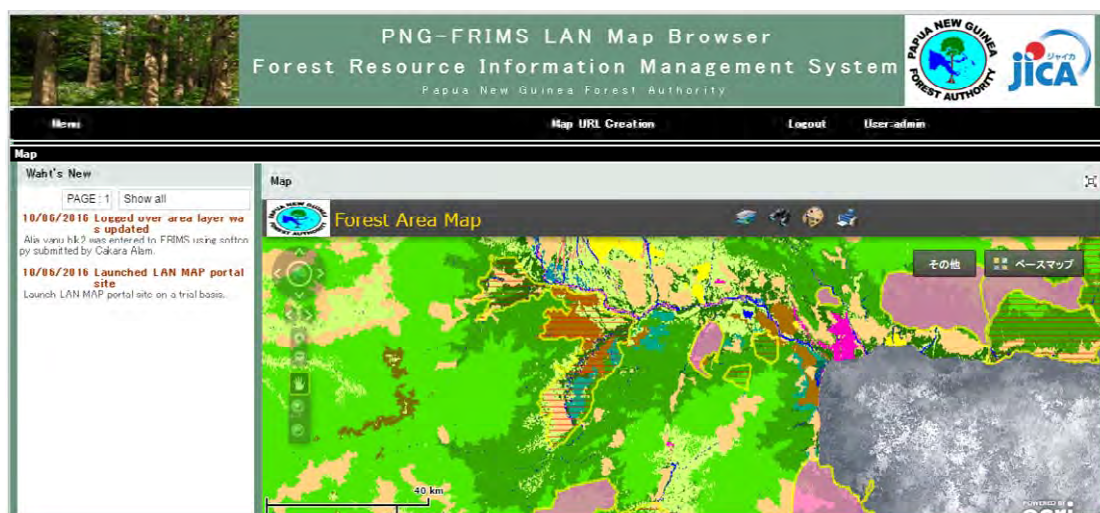 PNG-FRIMS LAN Map Browser
Forest Resource Information Management System
Papua New Guinea Forest Authority
PAPUA NEW GUINEA
FOREST AUTHORITY
ジャイカ
JICA
Menu
Map URL Creation
Logout
User:admin
Map
Waht's New
PAGE : 1
Show all
10/06/2016 Logged over area layer wa
s updated
Alia vanu blk2 was entered to FRIMS using softco
py submitted by Cakara Alam.
10/06/2016 Launched LAN MAP portal
site
Launch LAN MAP portal site on a trial basis.
Map
Forest Area Map
その他
ベースマップ
40 km
POWERED BY
esri